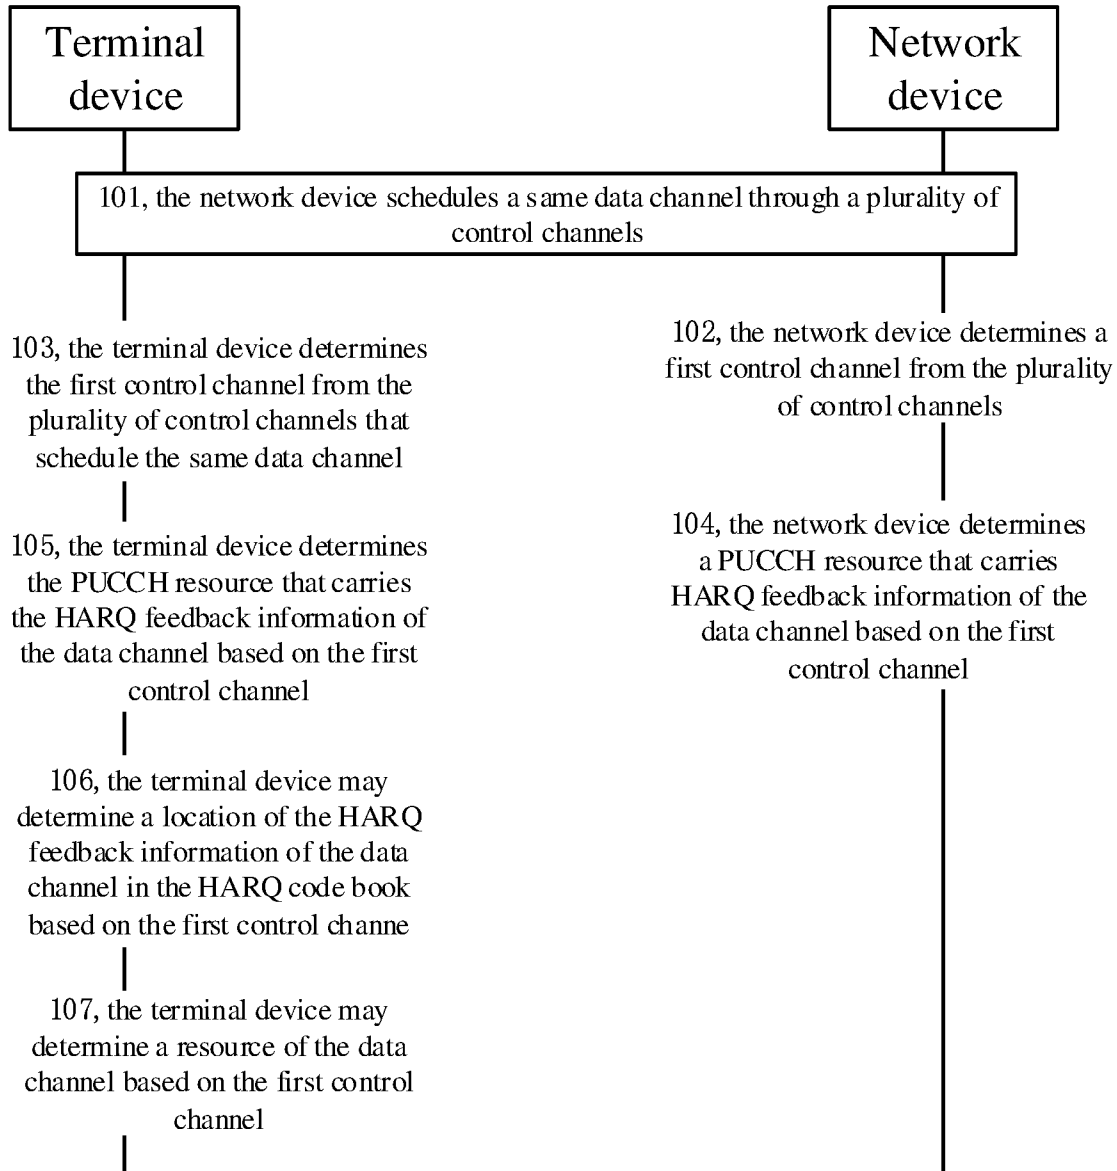 Terminal
device
Network
device
101, the network device schedules a same data channel through a plurality of
control channels
102, the network device determines a
first control channel from the plurality
of control channels
103, the terminal device determines
the first control channel from the
plurality of control channels that
schedule the same data channel
104, the network device determines
a PUCCH resource that carries
HARQ feedback information of the
data channel based on the first
control channel
105, the terminal device determines
the PUCCH resource that carries
the HARQ feedback information of
the data channel based on the first
control channel
106, the terminal device may
determine a location of the HARQ
feedback information of the data
channel in the HARQ code book
based on the first control channe
107, the terminal device may
determine a resource of the data
channel based on the first control
channel